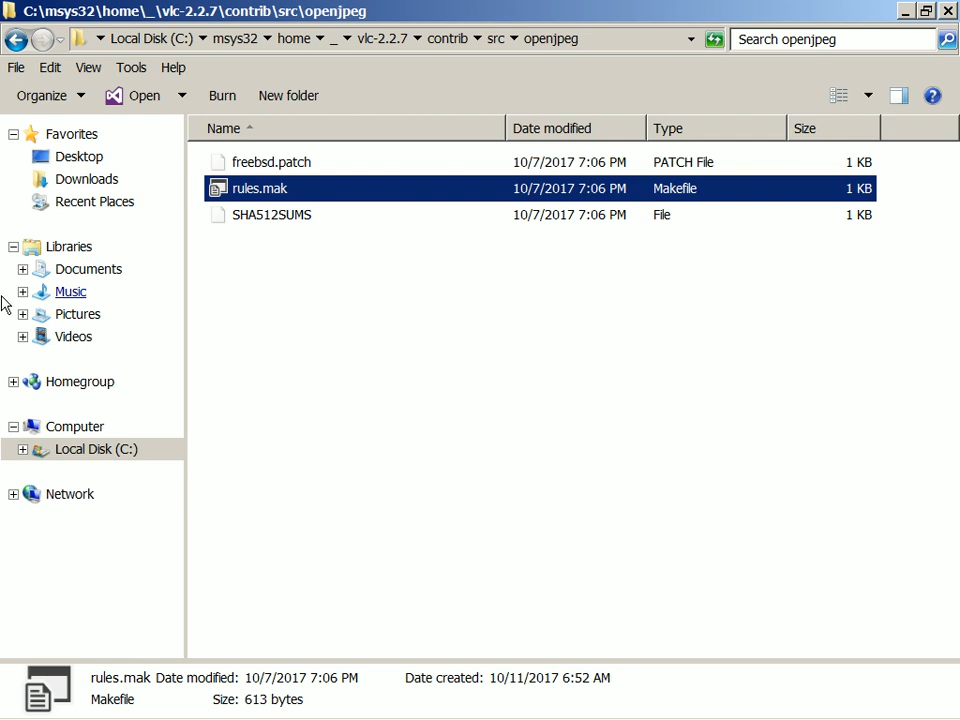 C:\msys32\home\_\vlc-2.2.7\contrib\src\openjpeg
Local Disk (C:) msys32 home _ vlc-2.2.7 contrib src openjpeg Search openjpeg
File Edit View Tools Help
Organize Open Burn New folder
Name Date modified Type Size
Favorites
Desktop
Downloads
Recent Places
Libraries
Documents
Music
Pictures
Videos
Homegroup
Computer
Local Disk (C:)
Network
freebsd.patch 10/7/2017 7:06 PM PATCH File 1 KB
rules.mak 10/7/2017 7:06 PM Makefile 1 KB
SHA512SUMS 10/7/2017 7:06 PM File 1 KB
rules.mak Date modified: 10/7/2017 7:06 PM Date created: 10/11/2017 6:52 AM
Makefile Size: 613 bytes